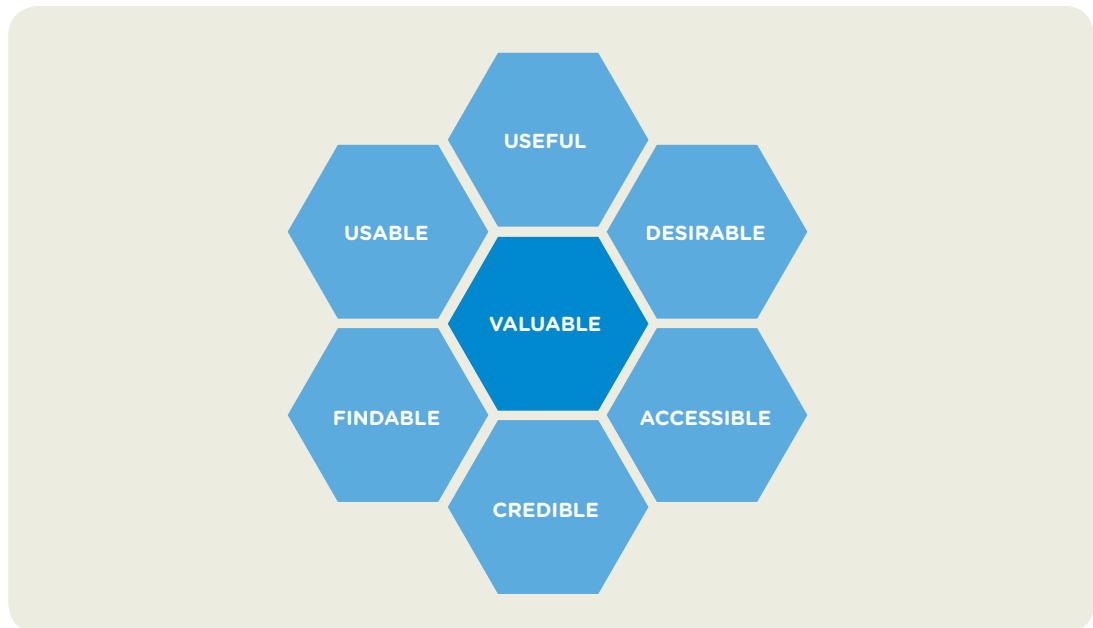 USEFUL
USABLE
DESIRABLE
VALUABLE
FINDABLE
ACCESSIBLE
CREDIBLE